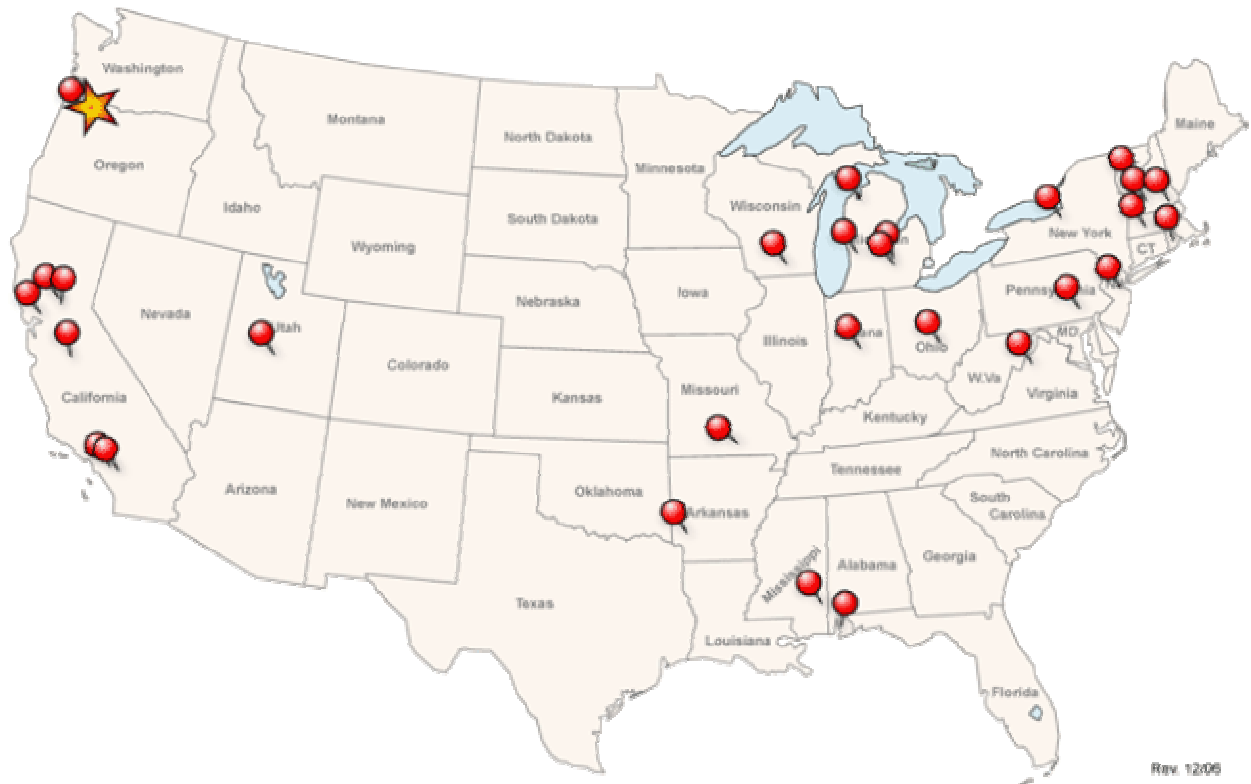 Washington
Montana
North Dakota
Minnesota
Maine
Oregon
Idaho
Wyoming
South Dakota
Wisconsin
New York
CT
Nevada
Utah
Nebraska
Iowa
Illinois
Ohio
MD
California
Colorado
Kansas
Missouri
W.Va
Virginia
Kentucky
Arizona
New Mexico
Oklahoma
Arkansas
Tennessee
North Carolina
South
Carolina
Texas
Louisiana
Mississippi
Alabama
Georgia
Florida
Rev. 12/06